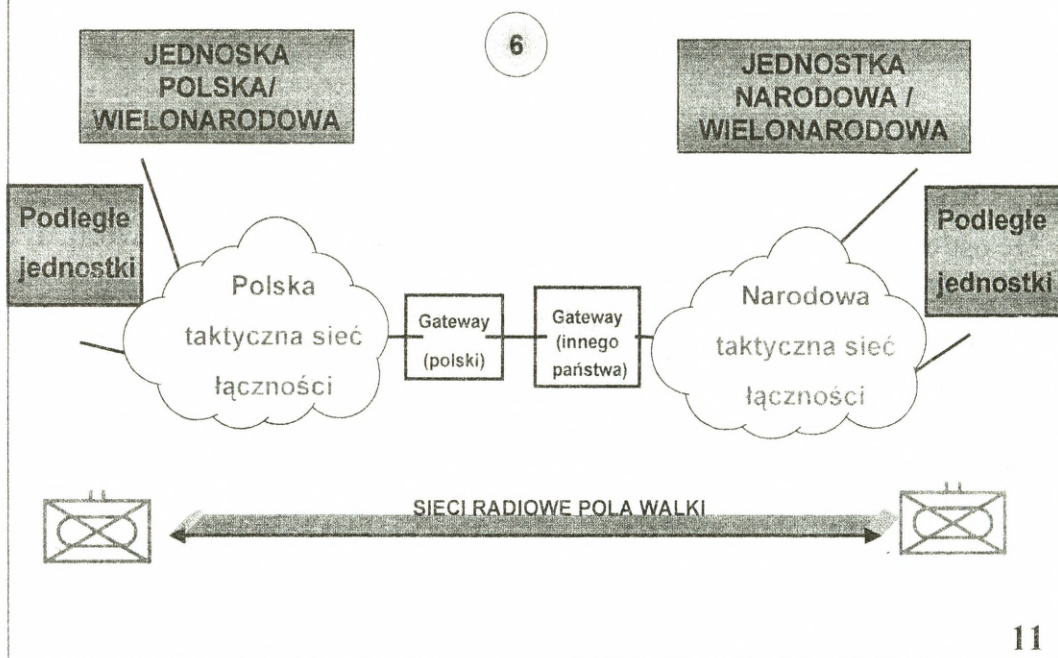 6
JEDNOSKA
POLSKA/
WIELONARODOWA
JEDNOSTKA
NARODOWA /
WIELONARODOWA
Podległe
jednostki
Podległe
jednostki
Polska
taktyczna sieć
łączności
Gateway
(polski)
Gateway
(innego
państwa)
Narodowa
taktyczna sieć
łączności
SIECI RADIOWE POLA WALKI
11